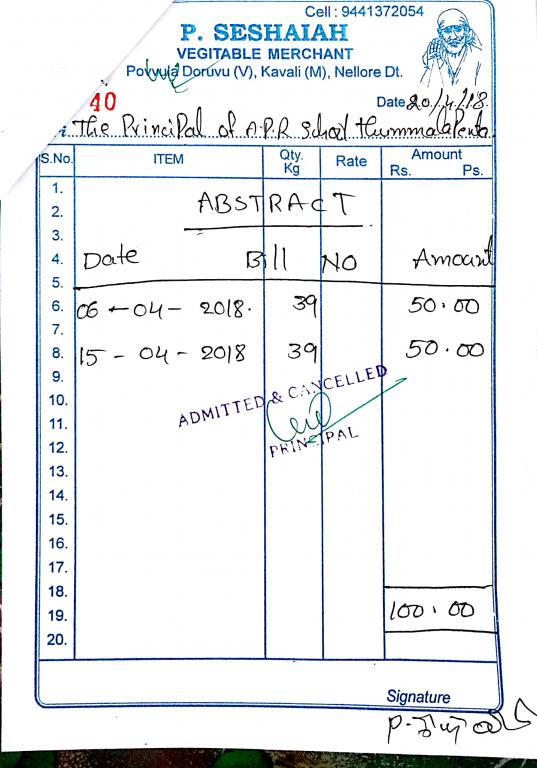 Cell : 9441372054
P. SESHAIAH
VEGITABLE MERCHANT
Povvula Doruvu (V), Kavali (M), Nellore Dt.
40
Date 20/4/18
The Principal of A.P.R School Thummalapenta
S.No. ITEM Qty. Kg Rate Amount Rs. Ps.
1.
2. ABSTRACT
3.
4. Date Bill NO Amount
5.
6. 06-04-2018. 39 50.00
7.
8. 15-04-2018 39 50.00
9.
ADMITTED & CANCELLED
10.
11.
PRINCIPAL
12.
13.
14.
15.
16.
17.
18.
19. 100.00
20.
Signature